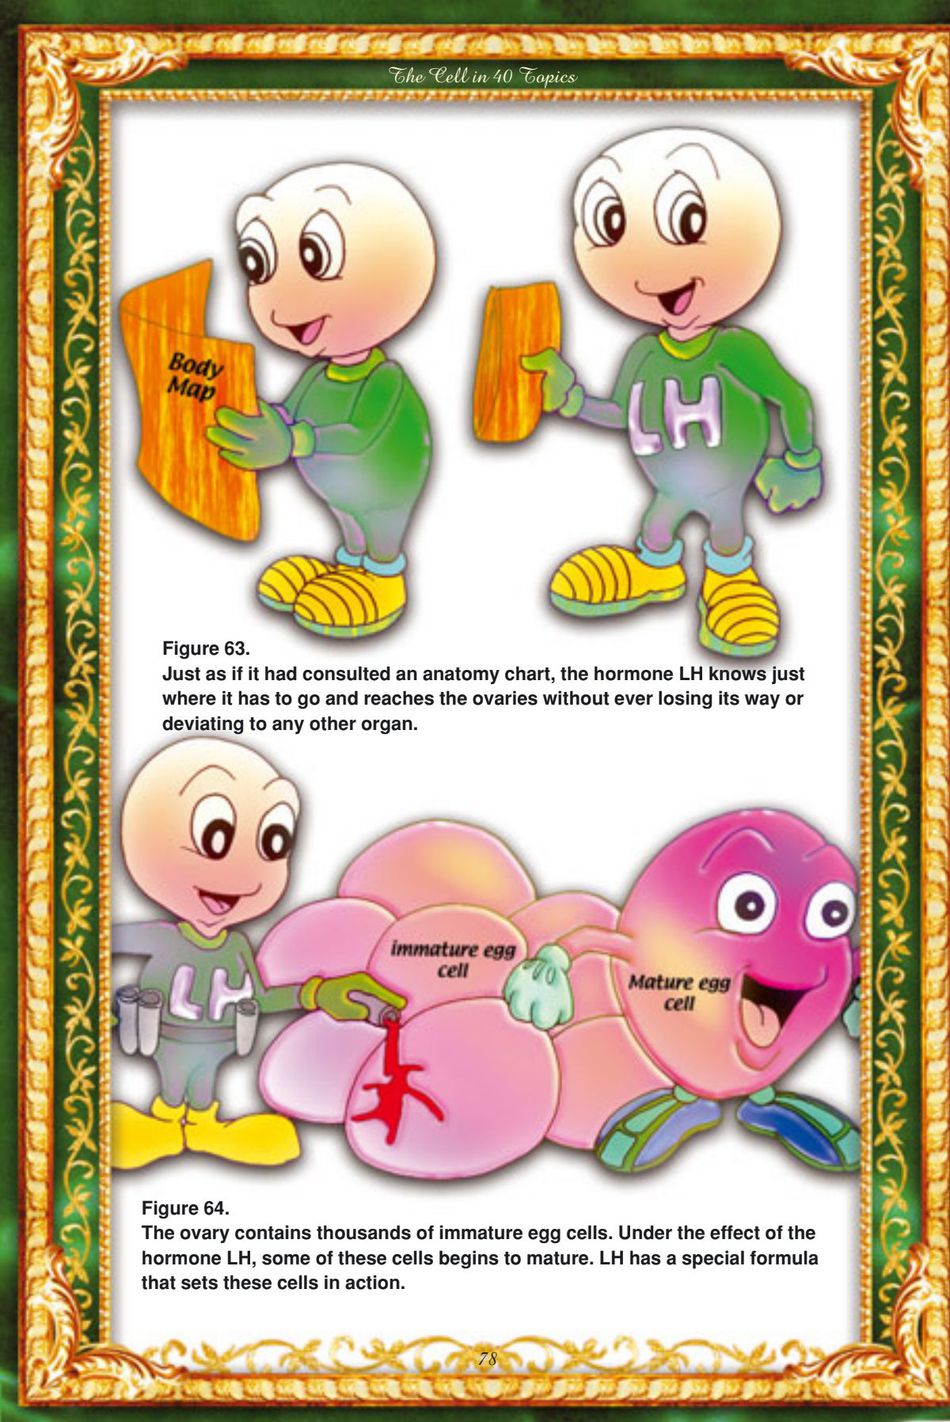 The Cell in 40 Topics
Body
Map
LH
Figure 63.
Just as if it had consulted an anatomy chart, the hormone LH knows just
where it has to go and reaches the ovaries without ever losing its way or
deviating to any other organ.
immature egg
cell
Mature egg
cell
LH
Figure 64.
The ovary contains thousands of immature egg cells. Under the effect of the
hormone LH, some of these cells begins to mature. LH has a special formula
that sets these cells in action.
78